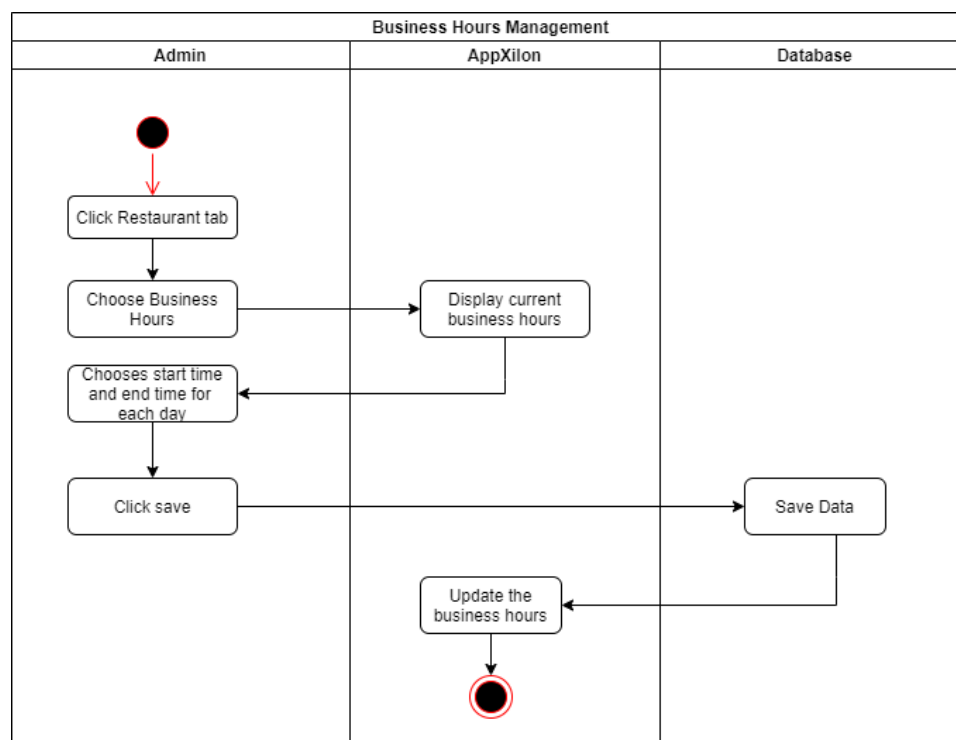 Business Hours Management
Admin
AppXilon
Database
Click Restaurant tab
Choose Business
Hours
Display current
business hours
Chooses start time
and end time for
each day
Click save
Save Data
Update the
business hours